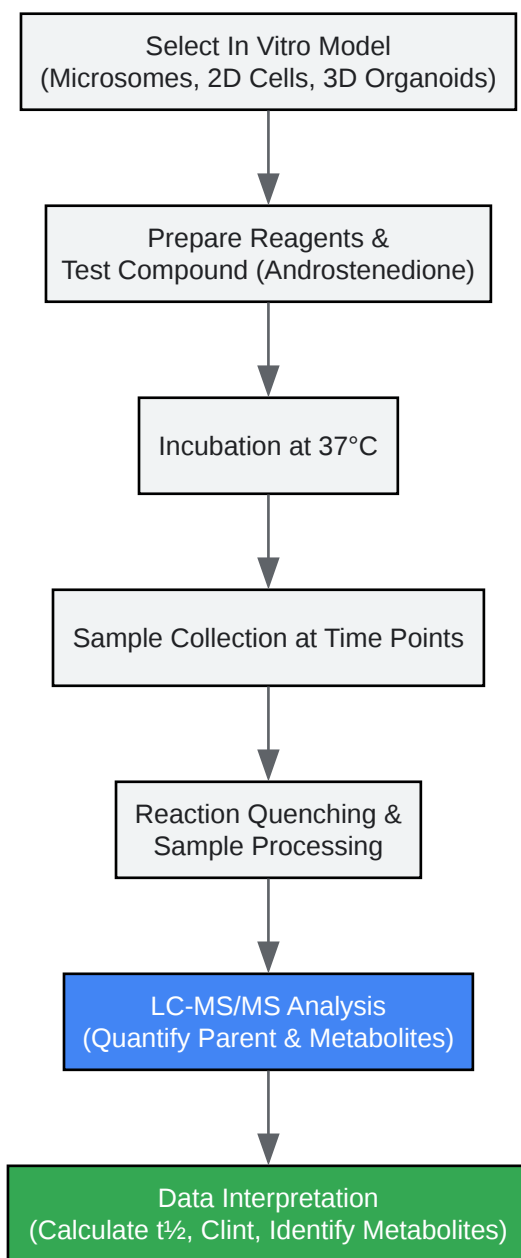 Select In Vitro Model
(Microsomes, 2D Cells, 3D Organoids)
Prepare Reagents &
Test Compound (Androstenedione)
Incubation at 37°C
Sample Collection at Time Points
Reaction Quenching &
Sample Processing
LC-MS/MS Analysis
(Quantify Parent & Metabolites)
Data Interpretation
(Calculate t½, Clint, Identify Metabolites)